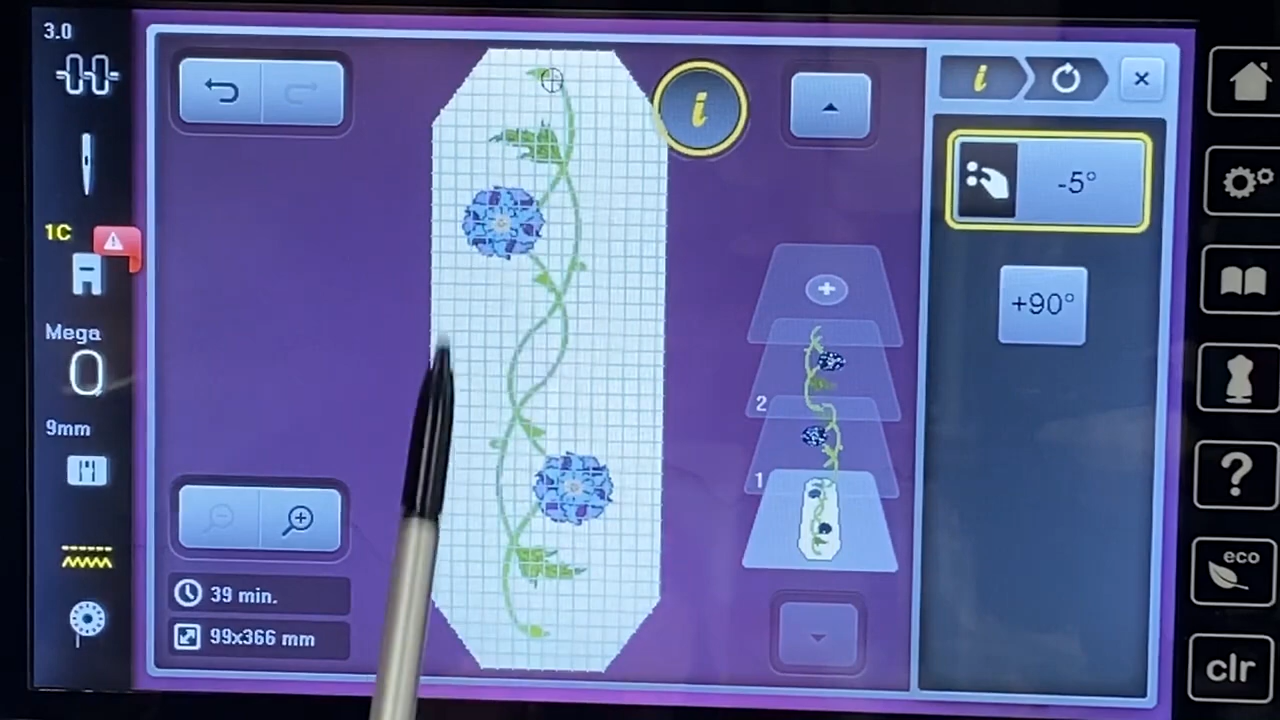 3.0
i
i
-5°
1C
+90°
Mega
2
9mm
1
?
39 min.
99x366 mm
eco
clr